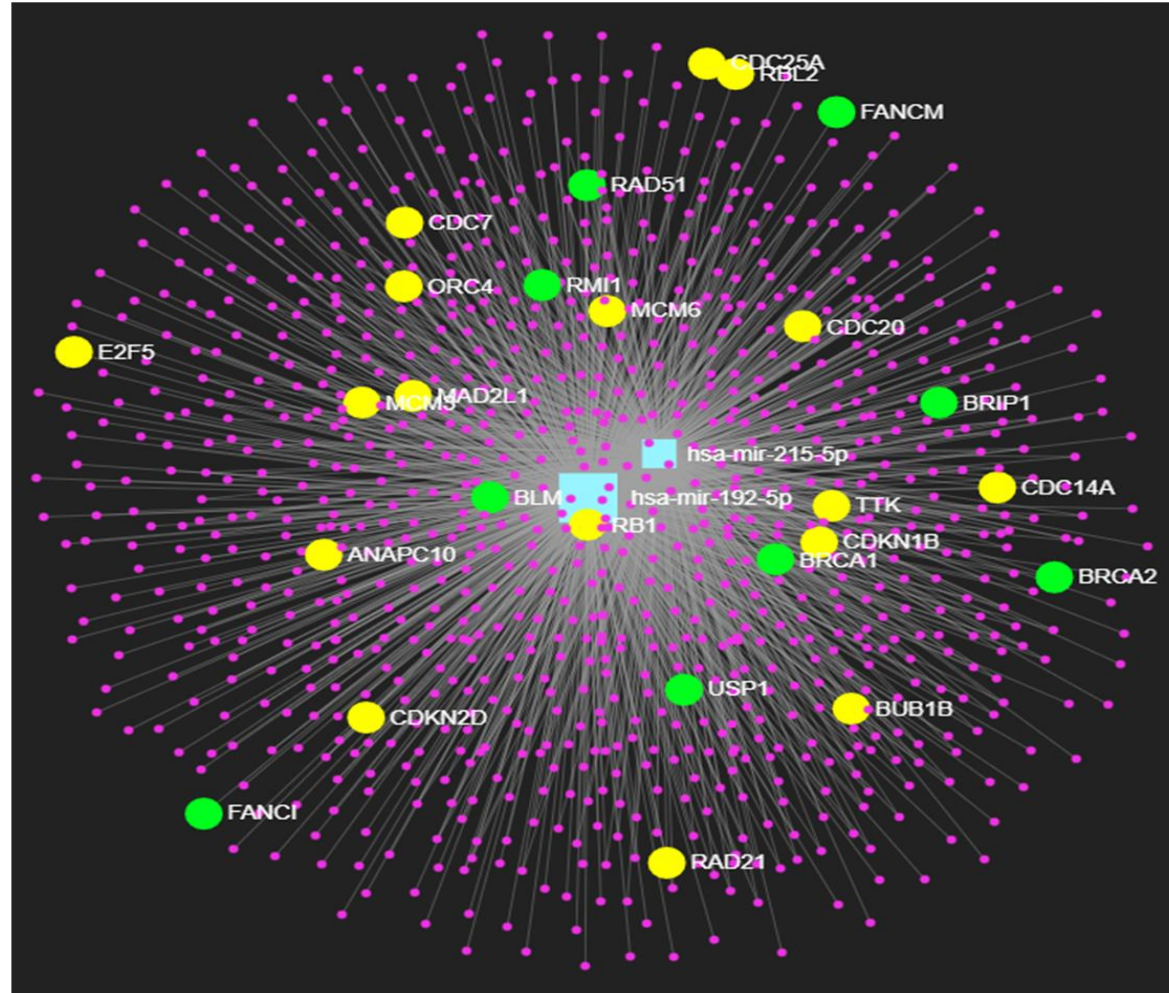 CDC25A
RBL2
FANCM
RAD51
CDC7
RMI1
ORC4
MCM6
CDC20
E2F5
MAD2L1
MCM5
BRIP1
hsa-mir-215-5p
CDC14A
BLM
hsa-mir-192-5p
TTK
RB1
CDKN1B
ANAPC10
BRCA1
BRCA2
USP1
BUB1B
CDKN2D
FANCI
RAD21